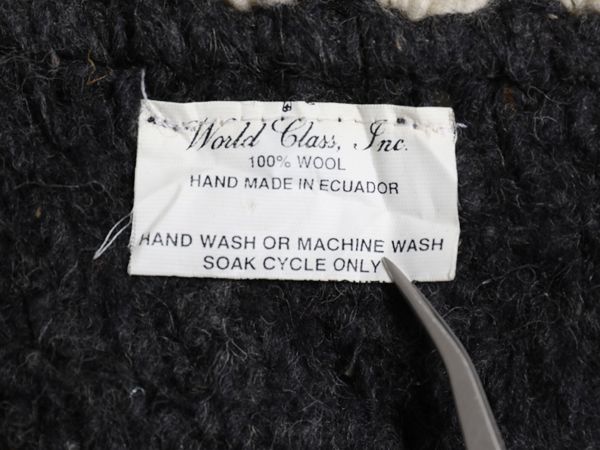 World Class, Inc.
100% WOOL
HAND MADE IN ECUADOR
HAND WASH OR MACHINE WASH
SOAK CYCLE ONLY